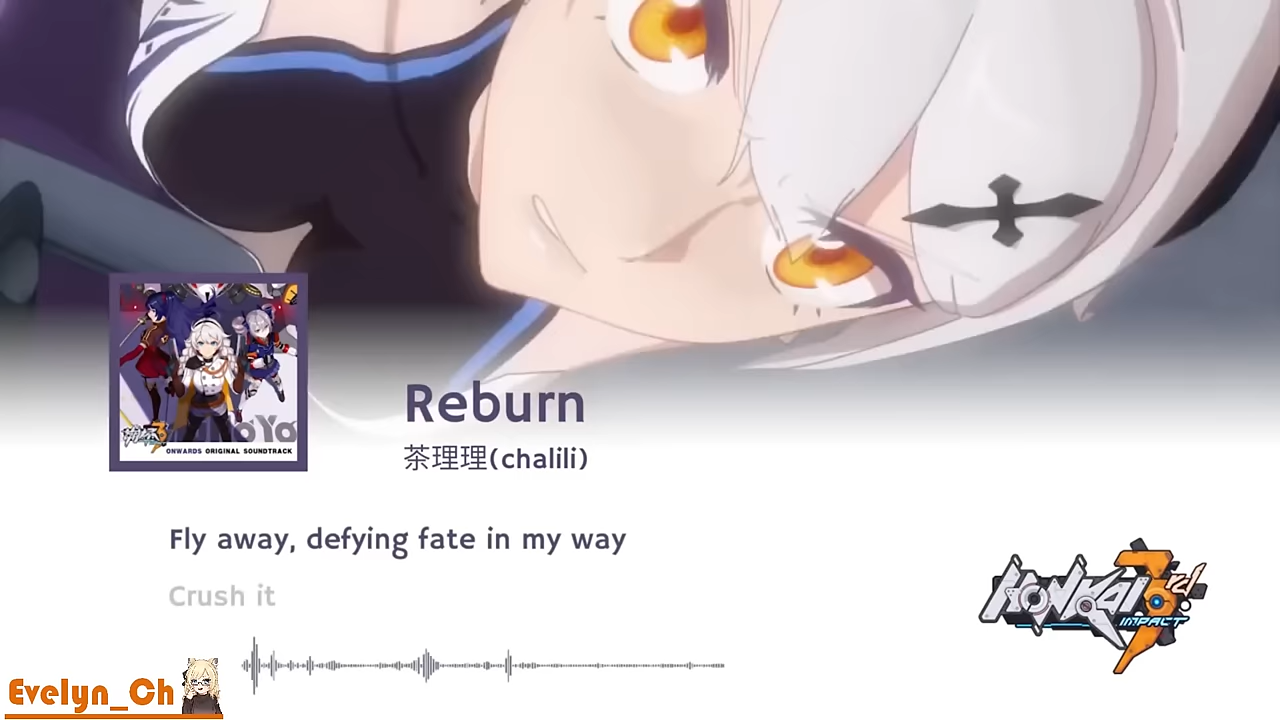 ONWARDS ORIGINAL SOUNDTRACK
Reburn
茶理理(chalili)
Fly away, defying fate in my way
Crush it
HONKAI 3rd
IMPACT
Evelyn_Ch